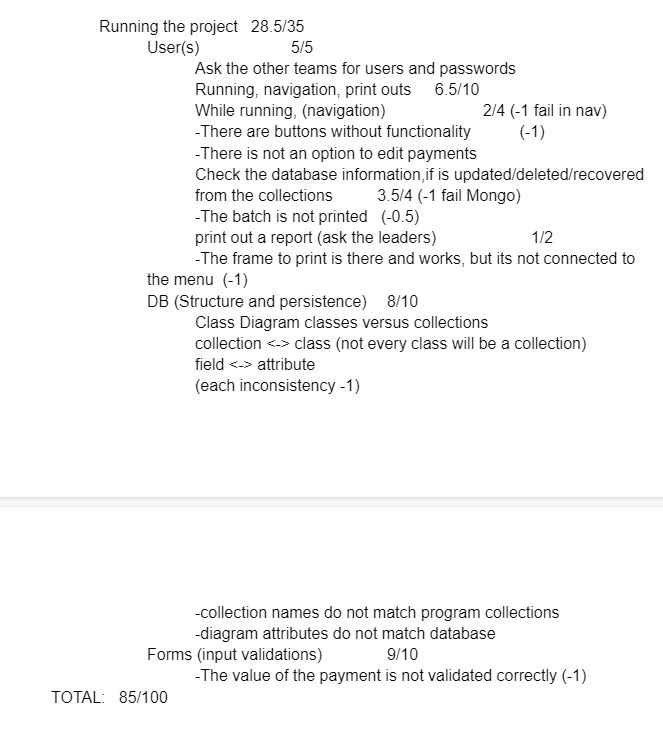 Running the project 28.5/35
User(s) 5/5
Ask the other teams for users and passwords
Running, navigation, print outs 6.5/10
While running, (navigation) 2/4 (-1 fail in nav)
-There are buttons without functionality (-1)
-There is not an option to edit payments
Check the database information,if is updated/deleted/recovered
from the collections 3.5/4 (-1 fail Mongo)
-The batch is not printed (-0.5)
print out a report (ask the leaders) 1/2
-The frame to print is there and works, but its not connected to
the menu (-1)
DB (Structure and persistence) 8/10
Class Diagram classes versus collections
collection <-> class (not every class will be a collection)
field <-> attribute
(each inconsistency -1)
-collection names do not match program collections
-diagram attributes do not match database
Forms (input validations) 9/10
-The value of the payment is not validated correctly (-1)
TOTAL: 85/100